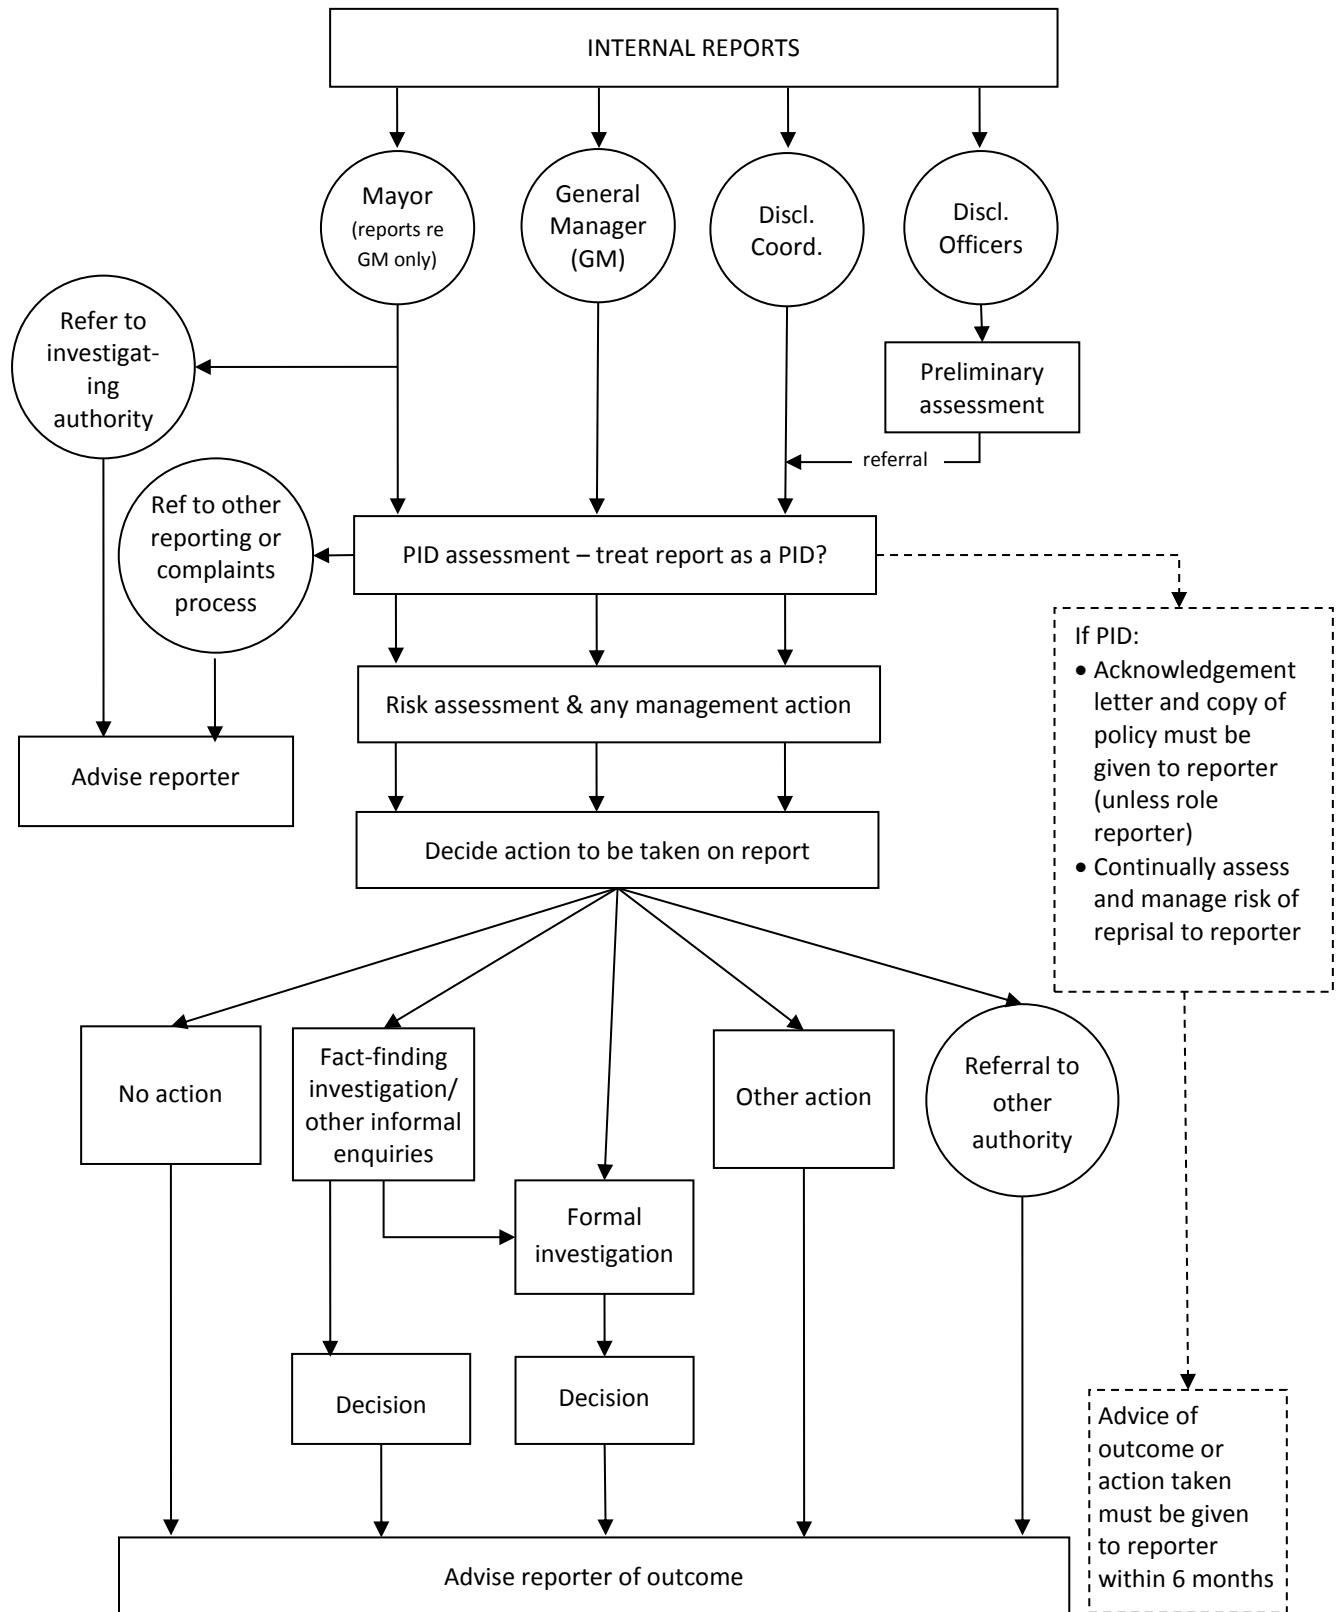 INTERNAL REPORTS
Mayor
(reports re
GM only)
General
Manager
(GM)
Discl.
Coord.
Discl.
Officers
Refer to
investigat-
ing
authority
Preliminary
assessment
referral
Ref to other
reporting or
complaints
process
PID assessment – treat report as a PID?
If PID:
• Acknowledgement
letter and copy of
policy must be
given to reporter
(unless role
reporter)
• Continually assess
and manage risk of
reprisal to reporter
Risk assessment & any management action
Advise reporter
Decide action to be taken on report
No action
Fact-finding
investigation/
other informal
enquiries
Other action
Referral to
other
authority
Formal
investigation
Decision
Decision
Advice of
outcome or
action taken
must be given
to reporter
within 6 months
Advise reporter of outcome